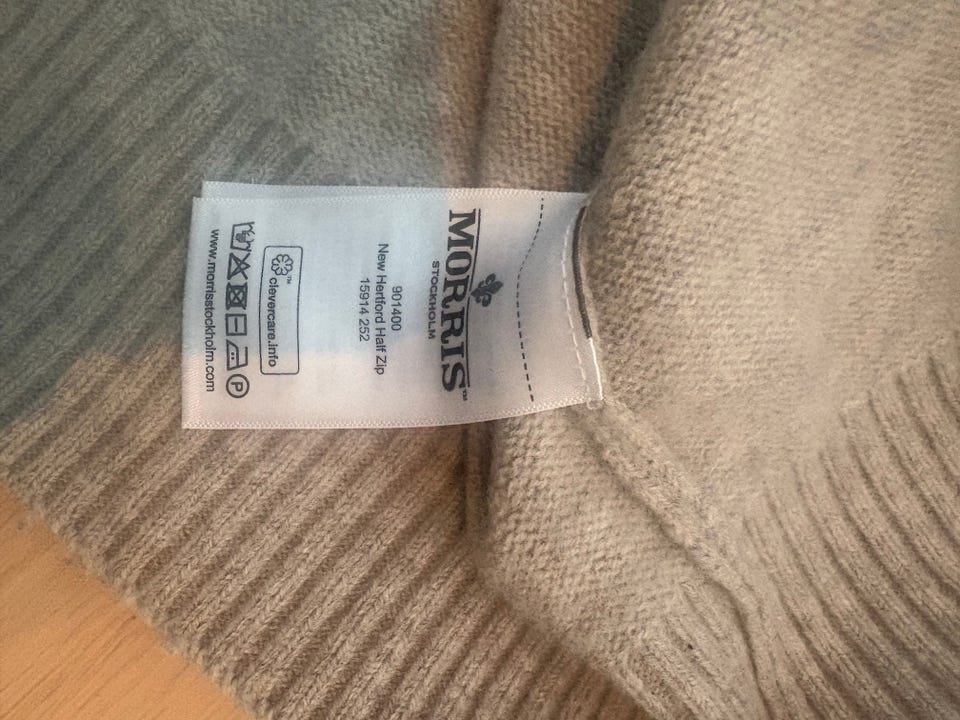 MORRIS™
STOCKHOLM
901400
New Hertford Half Zip
15914 252
clevercare.info
P
www.morrisstockholm.com